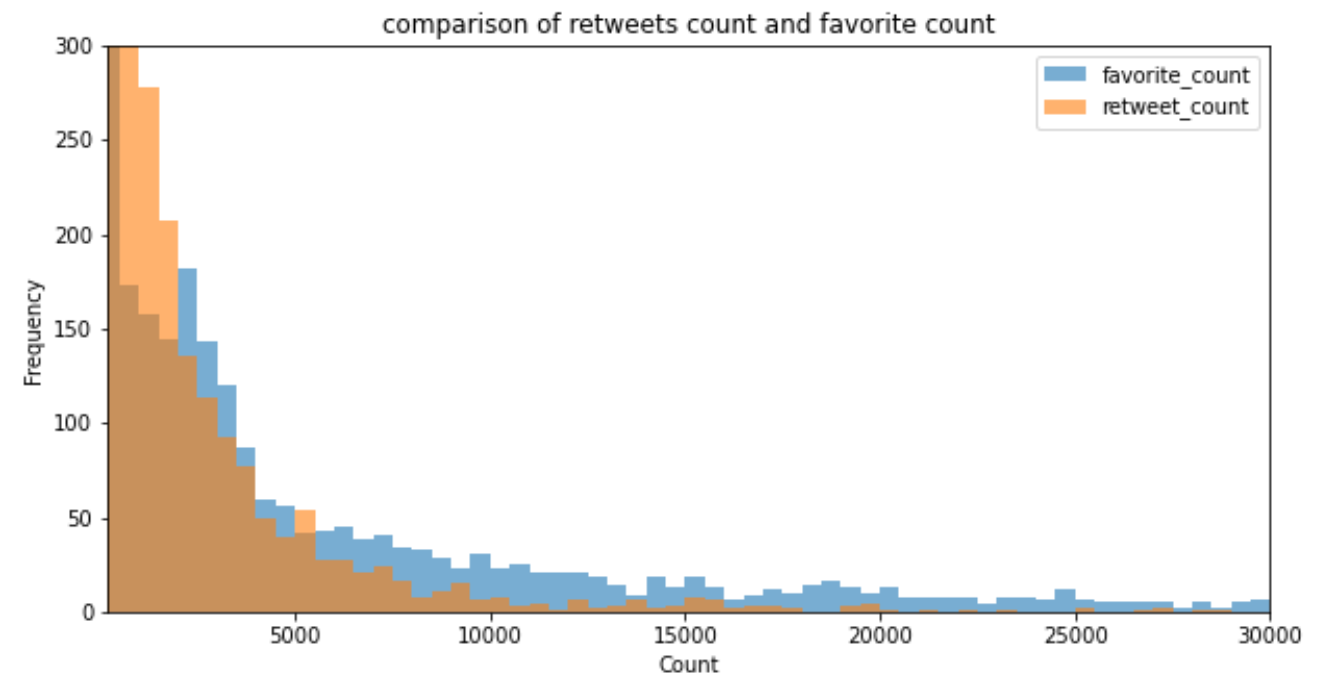 comparison of retweets count and favorite count
300
250
200
150
100
50
0
Frequency
favorite_count
retweet_count
5000 10000 15000 20000 25000 30000
Count